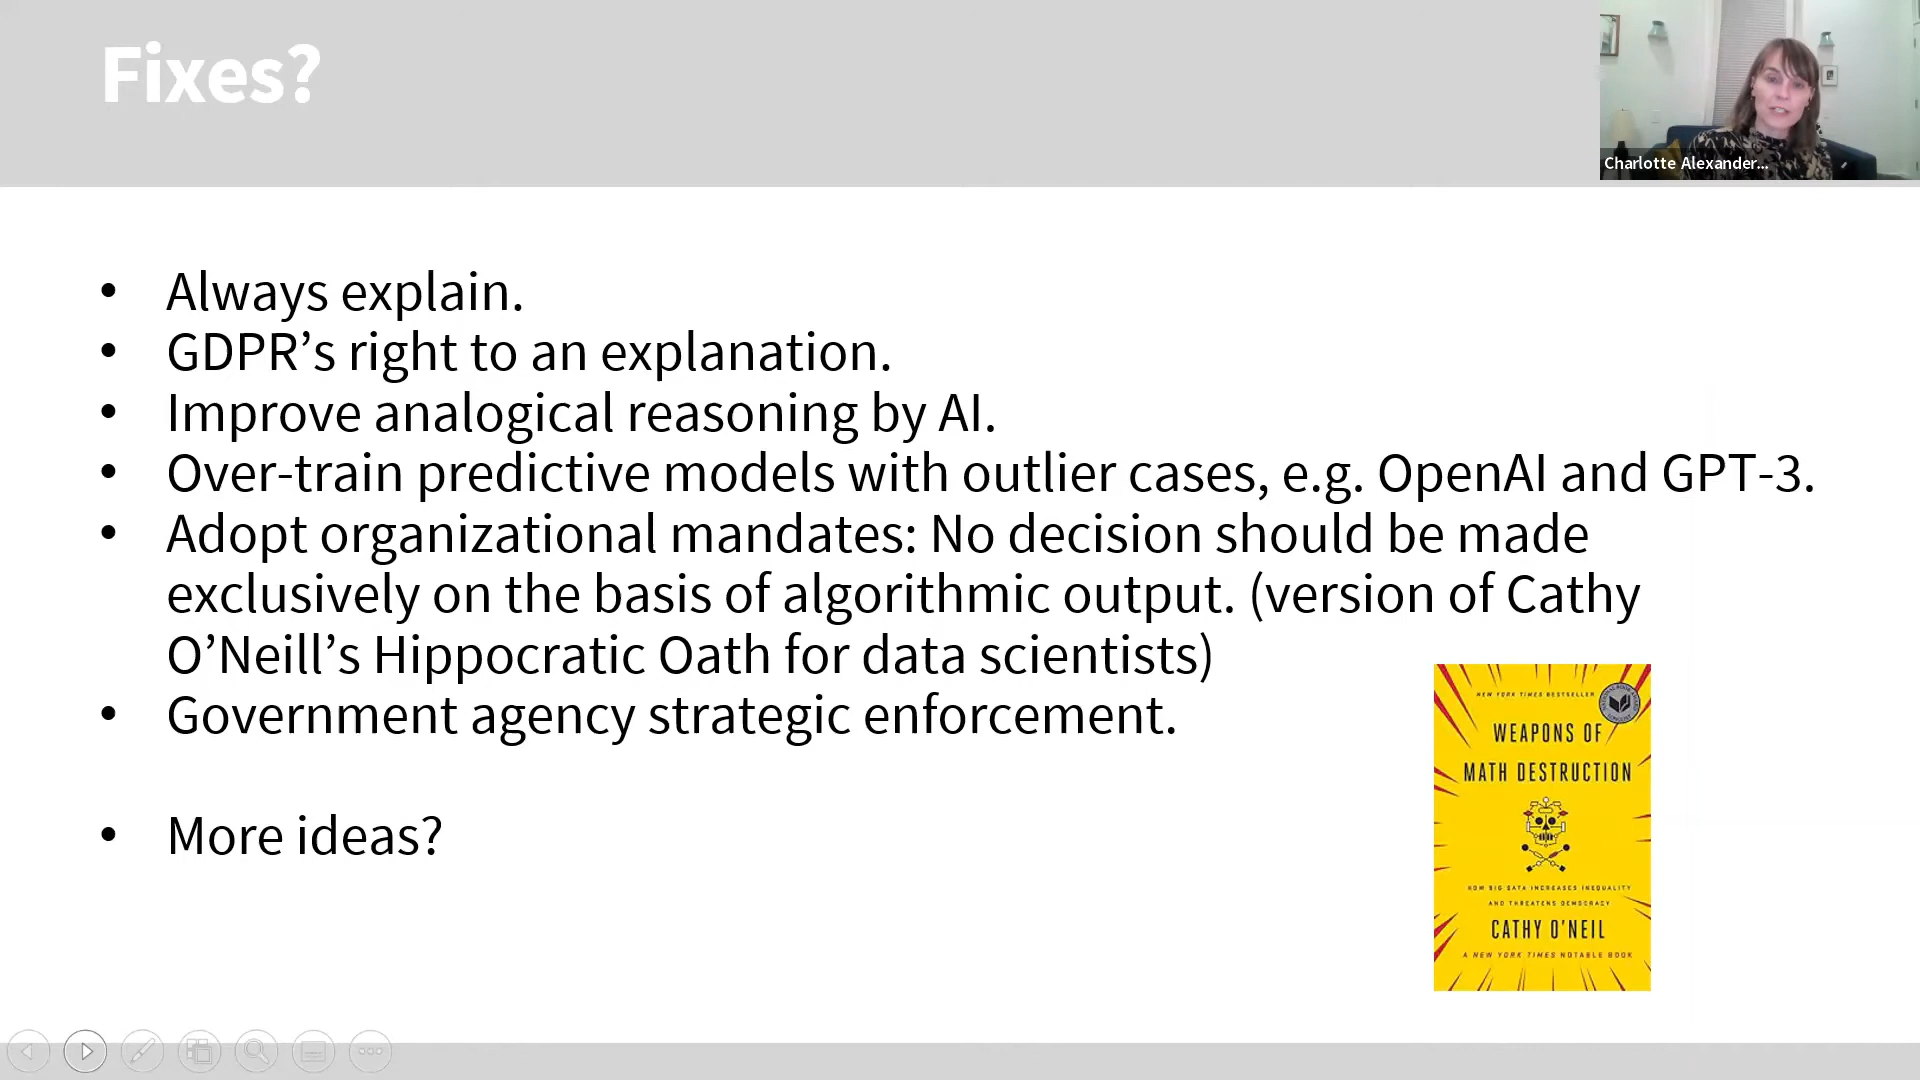 Fixes?
Charlotte Alexander...
• Always explain.
• GDPR’s right to an explanation.
• Improve analogical reasoning by AI.
• Over-train predictive models with outlier cases, e.g. OpenAI and GPT-3.
• Adopt organizational mandates: No decision should be made
exclusively on the basis of algorithmic output. (version of Cathy
O’Neill’s Hippocratic Oath for data scientists)
• Government agency strategic enforcement.
• More ideas?
NEW YORK TIMES BESTSELLER
WEAPONS OF
MATH DESTRUCTION
HOW BIG DATA INCREASES INEQUALITY
AND THREATENS DEMOCRACY
CATHY O'NEIL
A NEW YORK TIMES NOTABLE BOOK